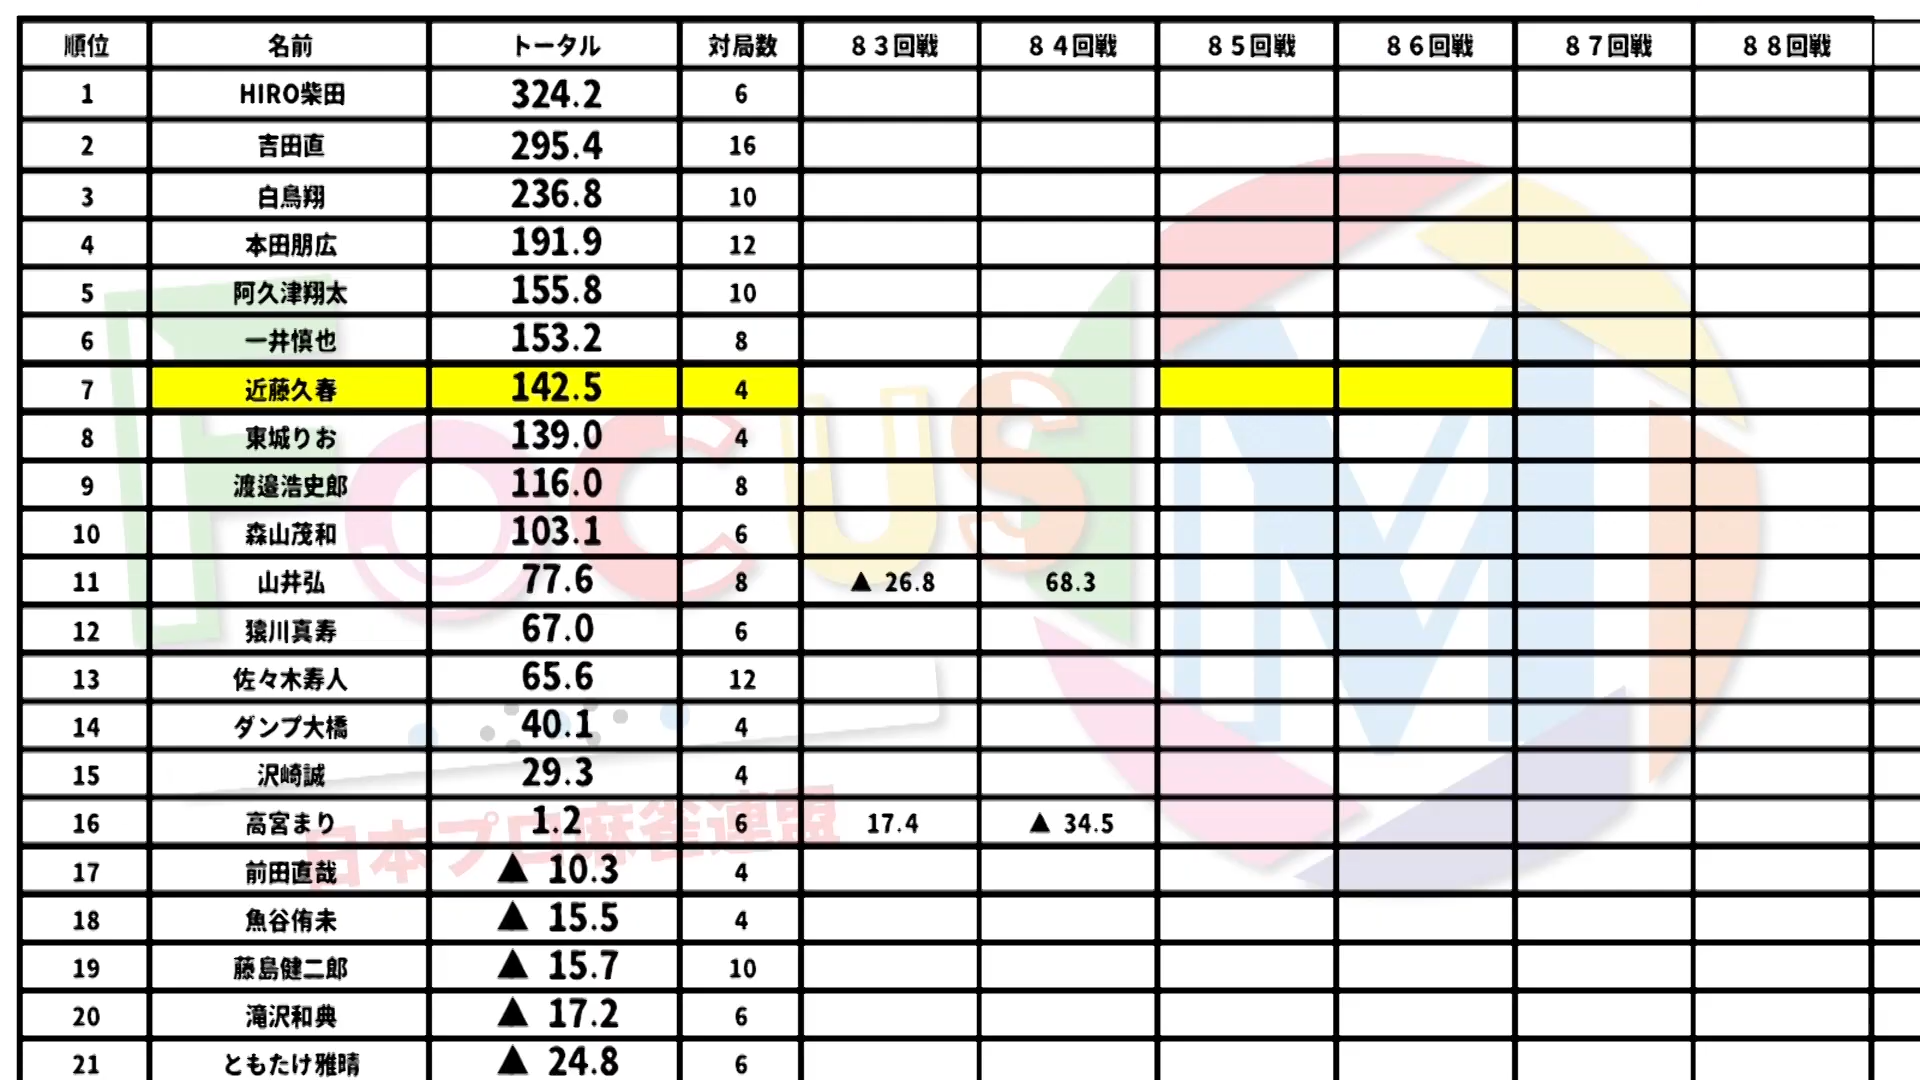 順位 名前 トータル 対局数 ８３回戦 ８４回戦 ８５回戦 ８６回戦 ８７回戦 ８８回戦
1 HIRO柴田 324.2 6
2 吉田直 295.4 16
3 白鳥翔 236.8 10
4 本田朋広 191.9 12
5 阿久津翔太 155.8 10
6 一井慎也 153.2 8
7 近藤久春 142.5 4
8 東城りお 139.0 4
9 渡邉浩史郎 116.0 8
10 森山茂和 103.1 6
11 山井弘 77.6 8 ▲ 26.8 68.3
12 猿川真寿 67.0 6
13 佐々木寿人 65.6 12
14 ダンプ大橋 40.1 4
15 沢崎誠 29.3 4
16 高宮まり 1.2 6 17.4 ▲ 34.5
17 前田直哉 ▲ 10.3 4
18 魚谷侑未 ▲ 15.5 4
19 藤島健二郎 ▲ 15.7 10
20 滝沢和典 ▲ 17.2 6
21 ともたけ雅晴 ▲ 24.8 6
FOCUS M
日本プロ麻雀連盟